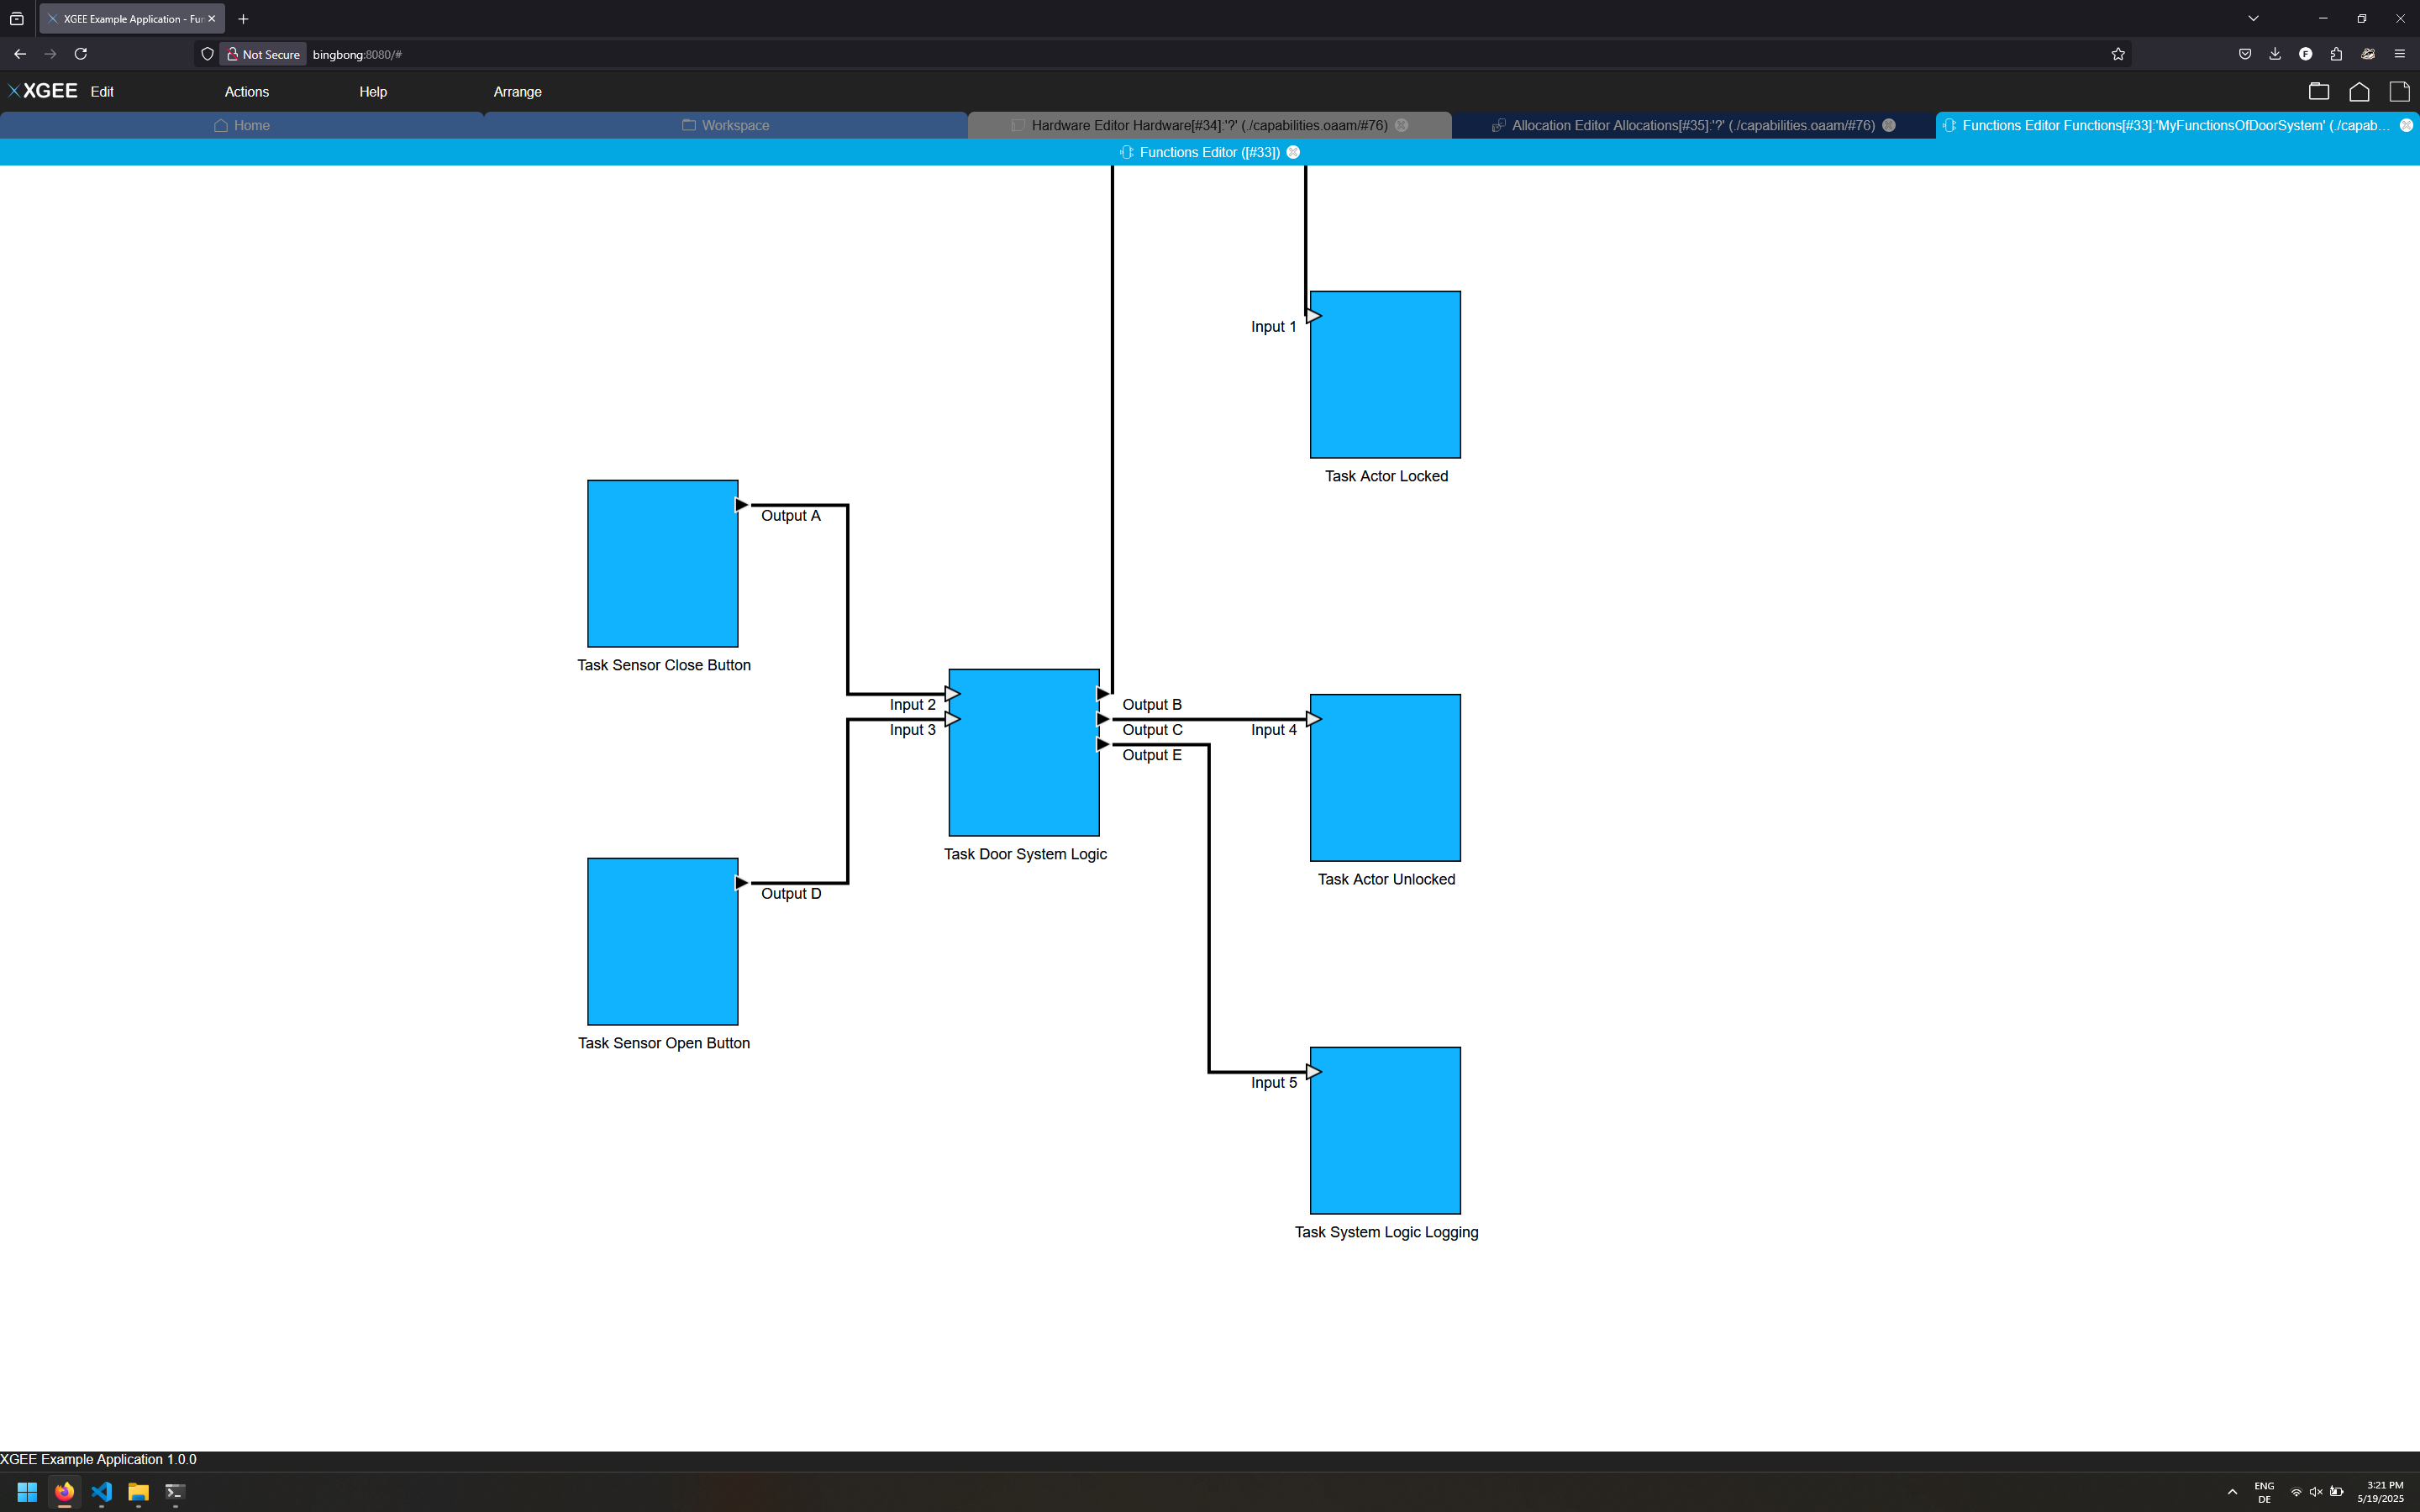 XGEE Example Application - Fun
Not Secure bingbong:8080/#
XGEE Edit Actions Help Arrange
Home Workspace Hardware Editor Hardware[#34]:'?' (./capabilities.oaam/#76) Allocation Editor Allocations[#35]:'?' (./capabilities.oaam/#76) Functions Editor Functions[#33]:'MyFunctionsOfDoorSystem' (./capab...
Functions Editor ([#33])
Input 1
Task Actor Locked
Output A
Task Sensor Close Button
Input 2 Output B
Input 3 Output C Input 4
Output E
Task Door System Logic
Task Actor Unlocked
Output D
Task Sensor Open Button
Input 5
Task System Logic Logging
XGEE Example Application 1.0.0
ENG 3:21 PM
DE 5/19/2025